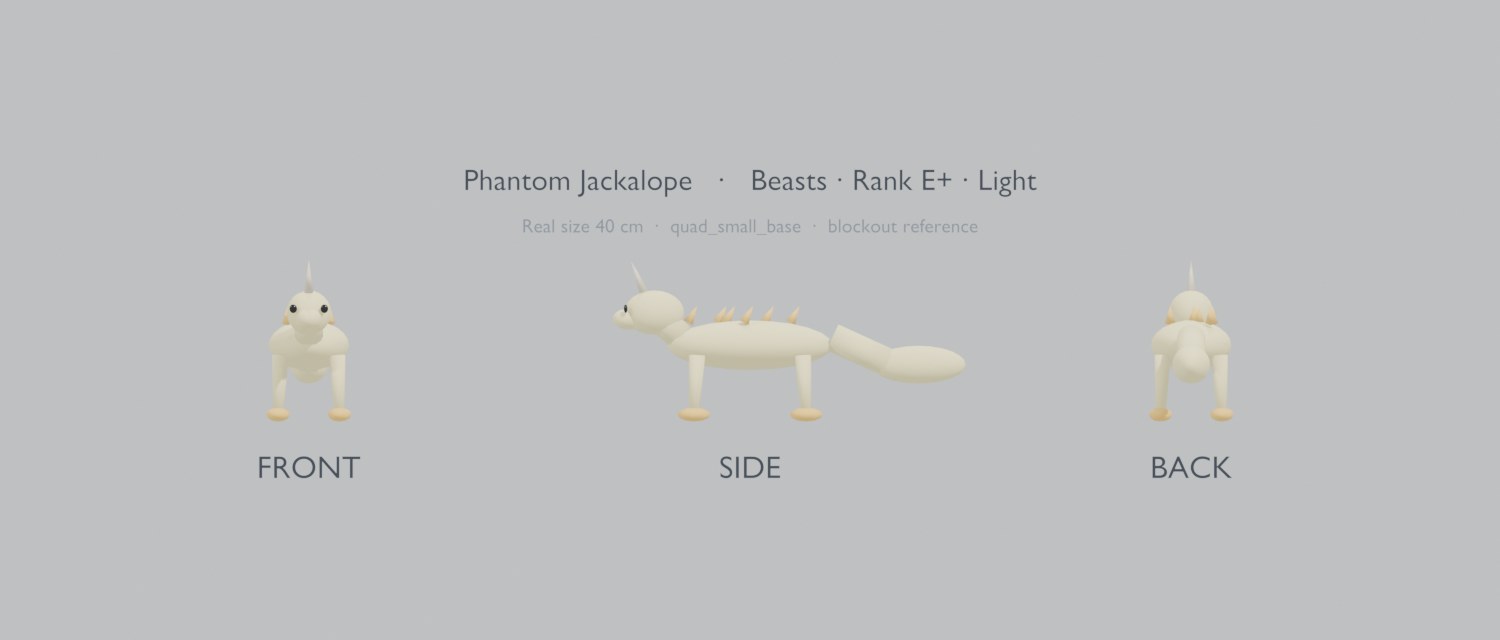 Phantom Jackalope · Beasts · Rank E+ · Light
Real size 40 cm · quad_small_base · blockout reference
FRONT
SIDE
BACK